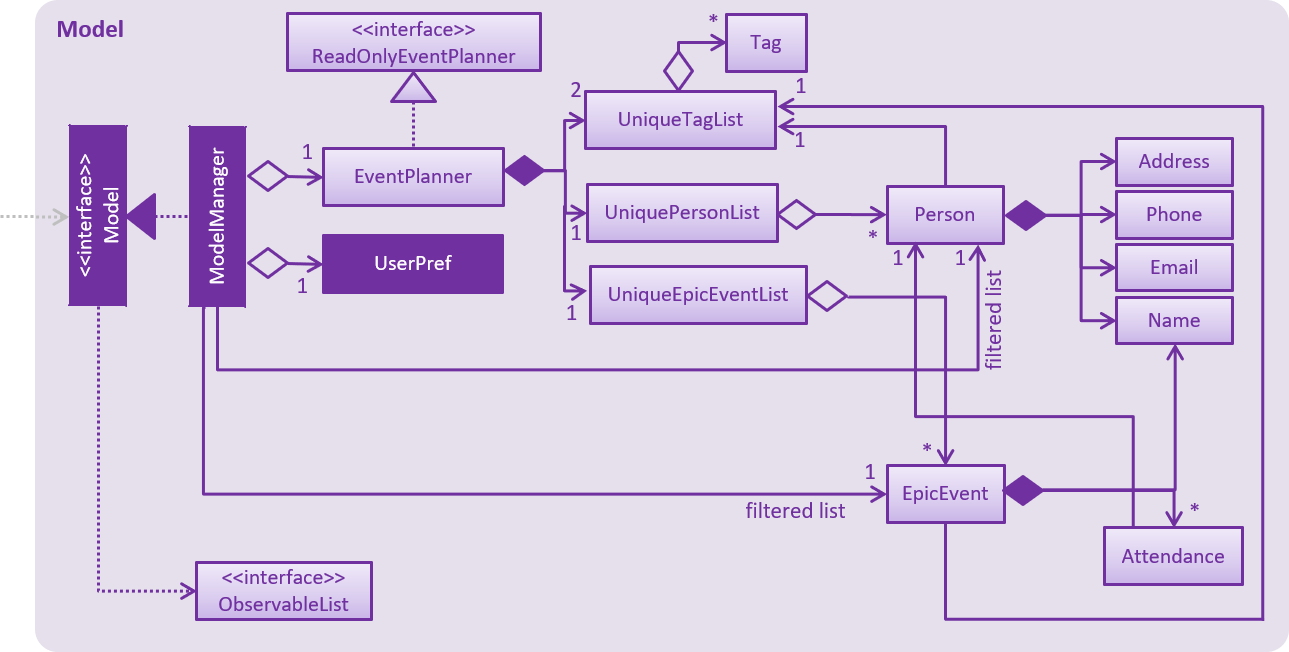 Model
<<interface>>
ReadOnlyEventPlanner
*
Tag
2
1
UniqueTagList
1
<<interface>>
Model
ModelManager
1
EventPlanner
Address
UniquePersonList
1
*
Person
Phone
1
UserPref
1
1
filtered list
Email
UniqueEpicEventList
1
Name
*
1
EpicEvent
filtered list
*
Attendance
<<interface>>
ObservableList